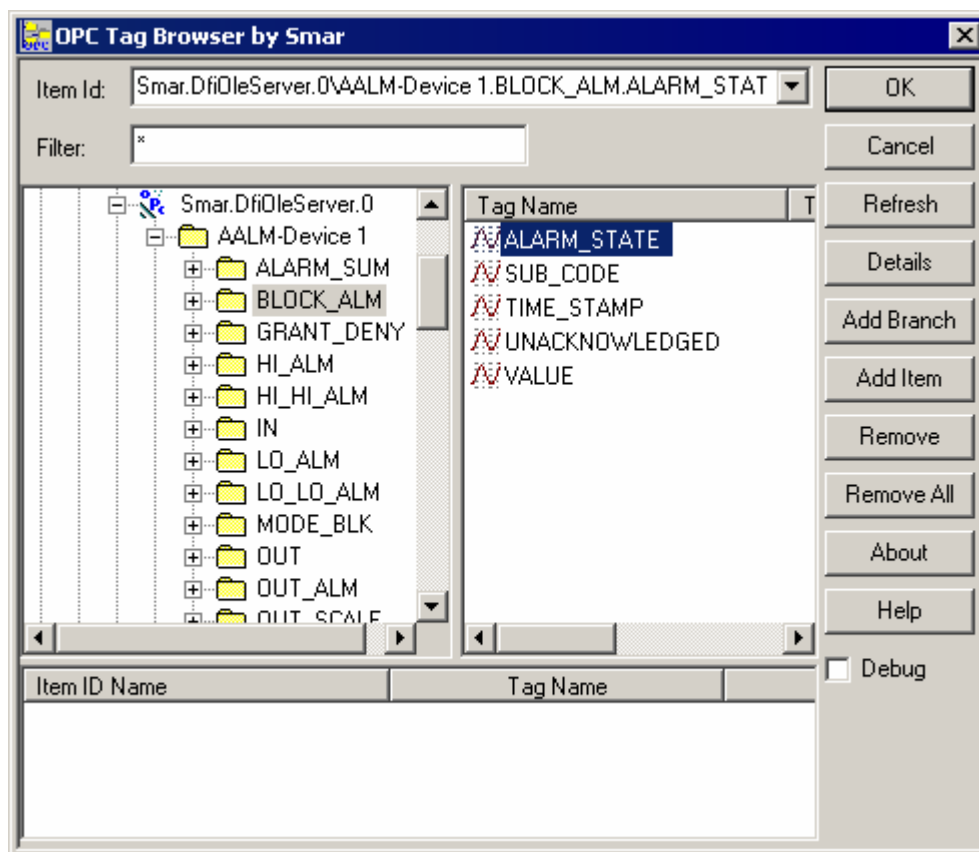 OPC Tag Browser by Smar
Item Id: Smar.DfiOleServer.0\AALM-Device 1.BLOCK_ALM.ALARM_STAT
Filter: *
OK
Cancel
Refresh
Details
Add Branch
Add Item
Remove
Remove All
About
Help
Debug
Smar.DfiOleServer.0
AALM-Device 1
ALARM_SUM
BLOCK_ALM
GRANT_DENY
HI_ALM
HI_HI_ALM
IN
LO_ALM
LO_LO_ALM
MODE_BLK
OUT
OUT_ALM
OUT_SCALE
Tag Name T
ALARM_STATE
SUB_CODE
TIME_STAMP
UNACKNOWLEDGED
VALUE
Item ID Name Tag Name